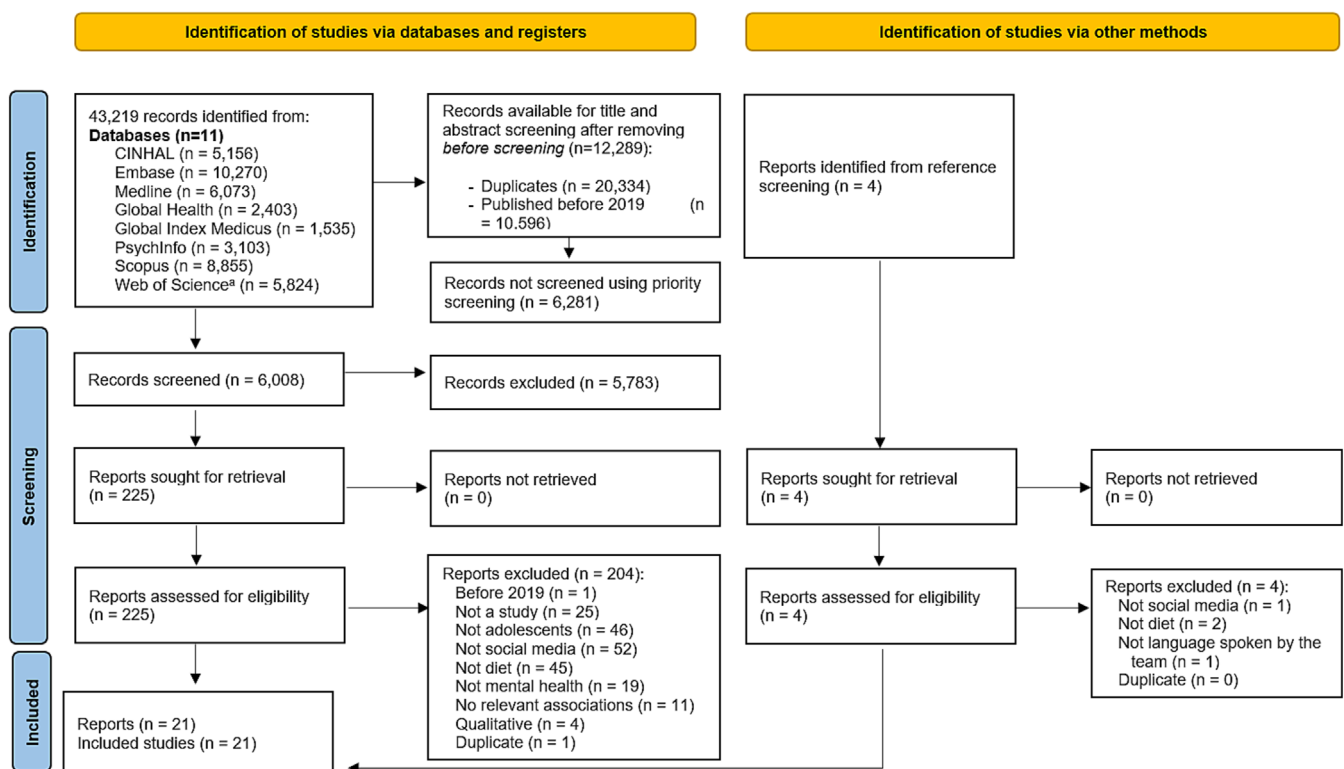 Identification of studies via databases and registers
Identification of studies via other methods
Identification
43,219 records identified from:
Databases (n=11)
CINHAL (n = 5,156)
Embase (n = 10,270)
Medline (n = 6,073)
Global Health (n = 2,403)
Global Index Medicus (n = 1,535)
PsychInfo (n = 3,103)
Scopus (n = 8,855)
Web of Scienceª (n = 5,824)
Records available for title and
abstract screening after removing
before screening (n=12,289):
- Duplicates (n = 20,334)
- Published before 2019 (n
= 10.596)
Records not screened using priority
screening (n = 6,281)
Reports identified from reference
screening (n = 4)
Screening
Records screened (n = 6,008)
Records excluded (n = 5,783)
Reports sought for retrieval
(n = 225)
Reports not retrieved
(n = 0)
Reports sought for retrieval
(n = 4)
Reports not retrieved
(n = 0)
Reports assessed for eligibility
(n = 225)
Reports excluded (n = 204):
Before 2019 (n = 1)
Not a study (n = 25)
Not adolescents (n = 46)
Not social media (n = 52)
Not diet (n = 45)
Not mental health (n = 19)
No relevant associations (n = 11)
Qualitative (n = 4)
Duplicate (n = 1)
Reports assessed for eligibility
(n = 4)
Reports excluded (n = 4):
Not social media (n = 1)
Not diet (n = 2)
Not language spoken by the
team (n = 1)
Duplicate (n = 0)
Included
Reports (n = 21)
Included studies (n = 21)